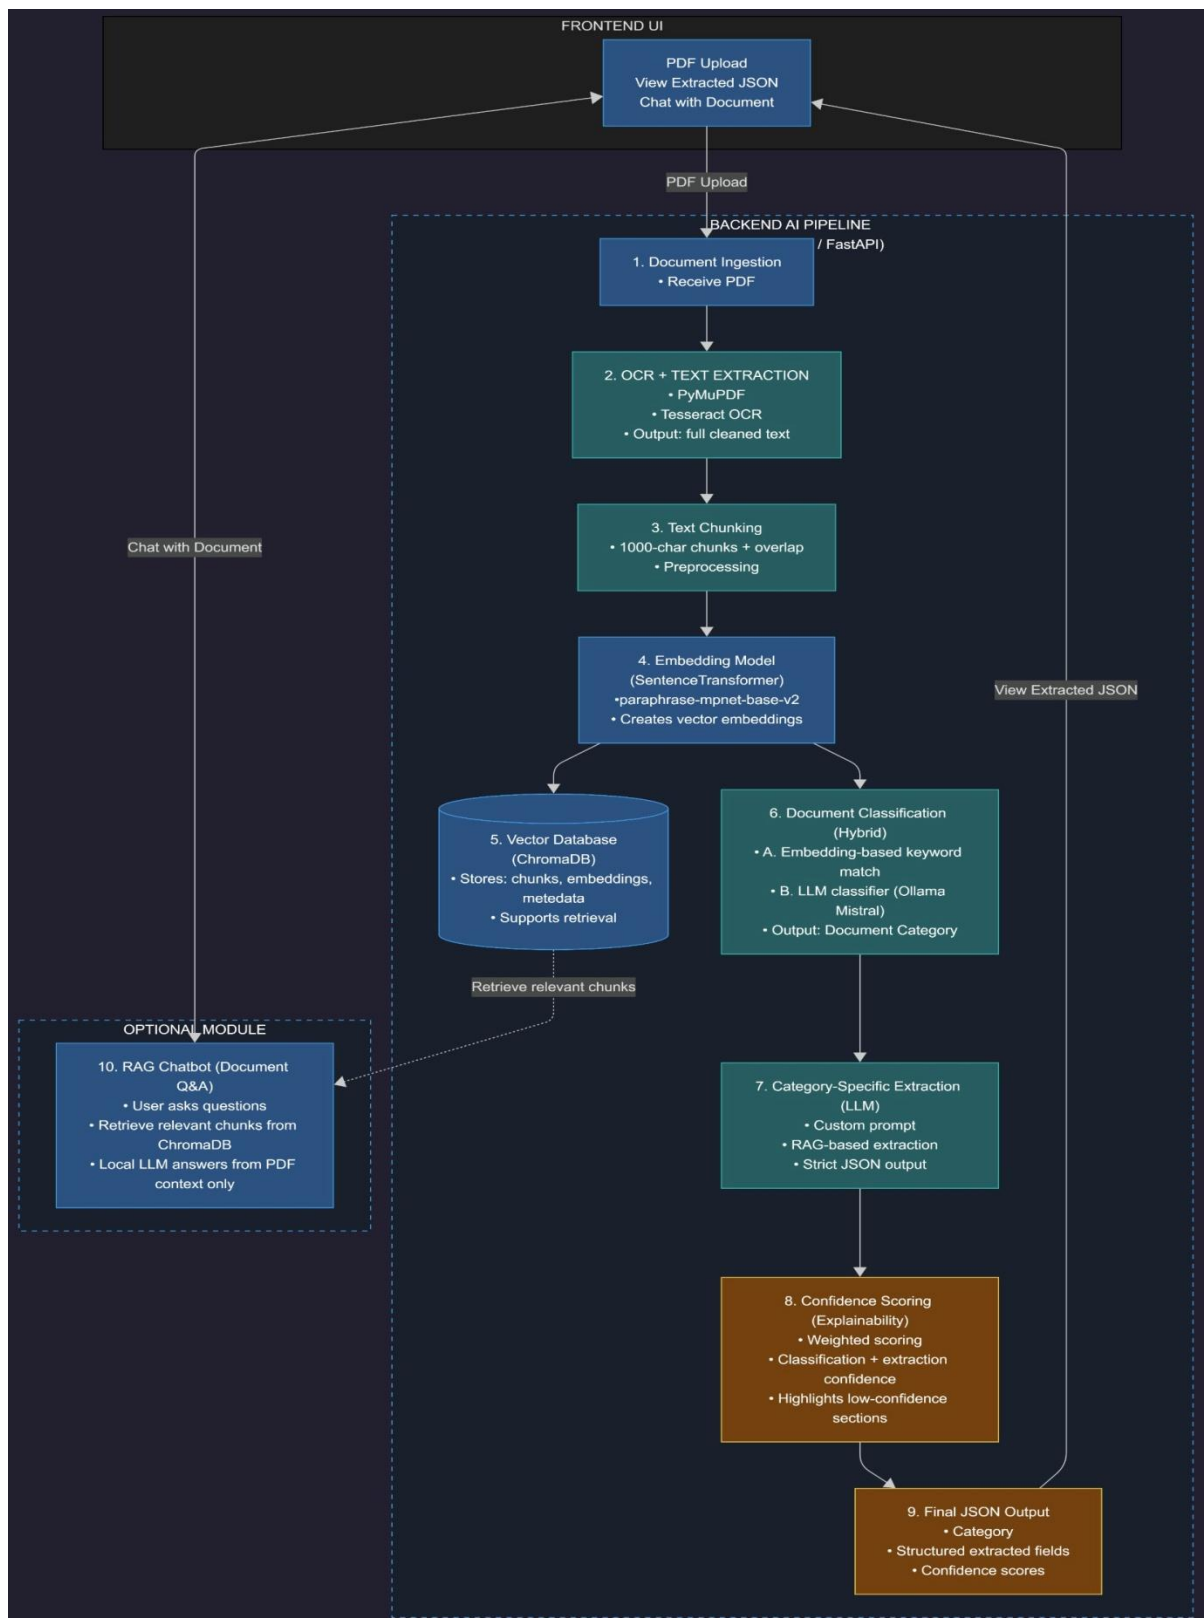 FRONTEND UI
PDF Upload
View Extracted JSON
Chat with Document
PDF Upload
BACKEND AI PIPELINE
/ FastAPI)
1. Document Ingestion
• Receive PDF
2. OCR + TEXT EXTRACTION
• PyMuPDF
• Tesseract OCR
• Output: full cleaned text
3. Text Chunking
• 1000-char chunks + overlap
• Preprocessing
Chat with Document
4. Embedding Model
(SentenceTransformer)
•paraphrase-mpnet-base-v2
• Creates vector embeddings
View Extracted JSON
5. Vector Database
(ChromaDB)
• Stores: chunks, embeddings,
metedata
• Supports retrieval
6. Document Classification
(Hybrid)
• A. Embedding-based keyword
match
• B. LLM classifier (Ollama
Mistral)
• Output: Document Category
Retrieve relevant chunks
OPTIONAL MODULE
10. RAG Chatbot (Document
Q&A)
• User asks questions
• Retrieve relevant chunks from
ChromaDB
• Local LLM answers from PDF
context only
7. Category-Specific Extraction
(LLM)
• Custom prompt
• RAG-based extraction
• Strict JSON output
8. Confidence Scoring
(Explainability)
• Weighted scoring
• Classification + extraction
confidence
• Highlights low-confidence
sections
9. Final JSON Output
• Category
• Structured extracted fields
• Confidence scores